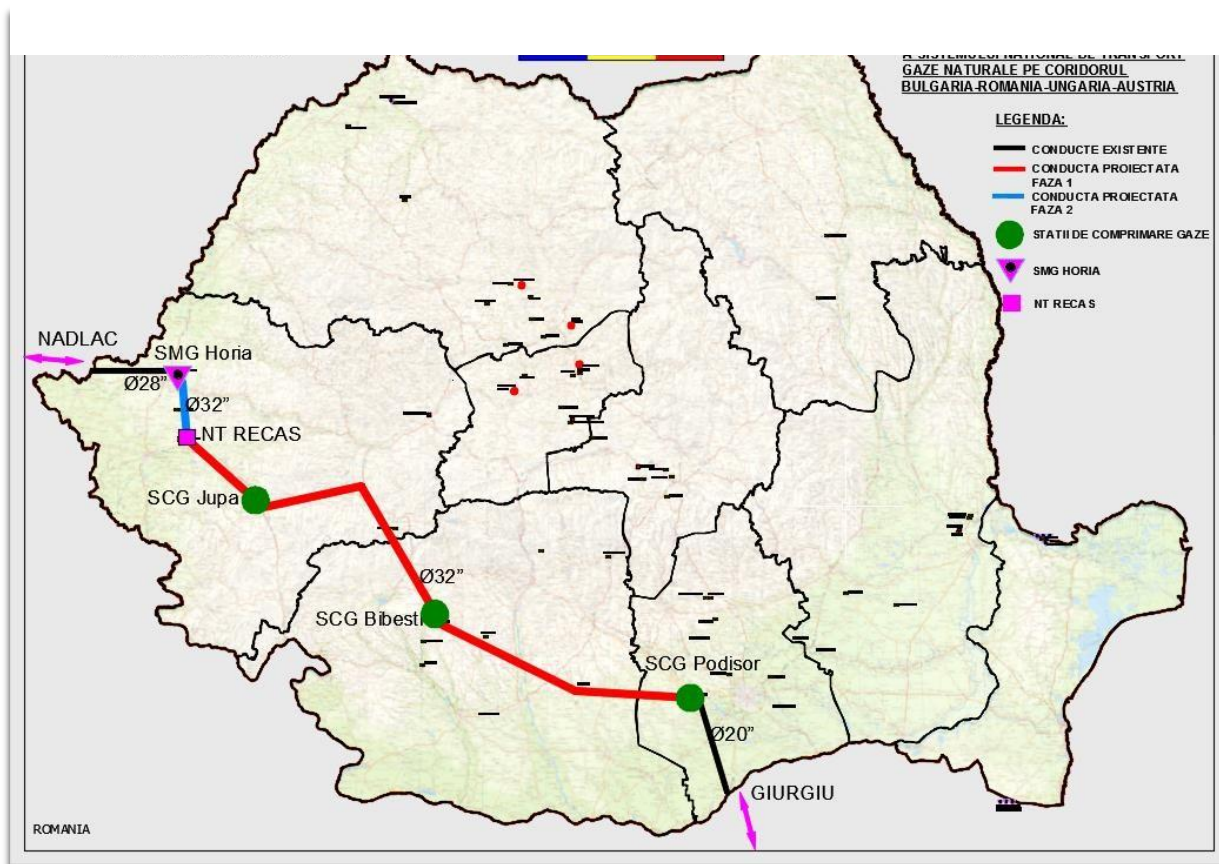 GAZE NATURALE PE CORIDORUL
BULGARIA-ROMANIA-UNGARIA-AUSTRIA
LEGENDA:
CONDUCTE EXISTENTE
CONDUCTA PROIECTATA
FAZA 1
CONDUCTA PROIECTATA
FAZA 2
STATII DE COMPRIMARE GAZE
SMG HORIA
NT RECAS
NADLAC
SMG Horia
Ø28”
Ø32”
NT RECAS
SCG Jupa
Ø32”
SCG Bibesti
SCG Podisor
Ø20”
GIURGIU
ROMANIA